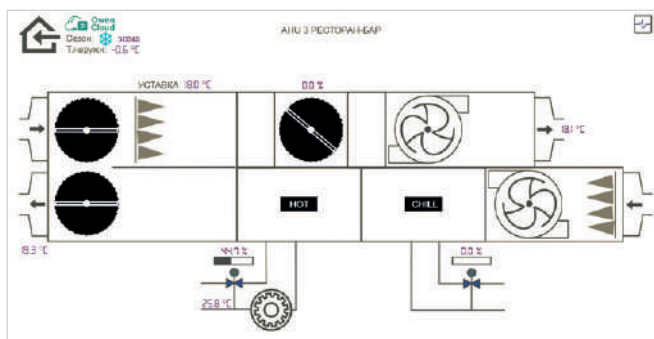 Owen
Cloud
АНУ 3 РЕСТОРАН-БАР
Сезон: зима
Т.наружн: -0.6 °C
УСТАВКА 18.0 °C
0.0 %
18.1 °C
HOT
CHILL
18.3 °C
44.7 %
0.0 %
25.8 °C